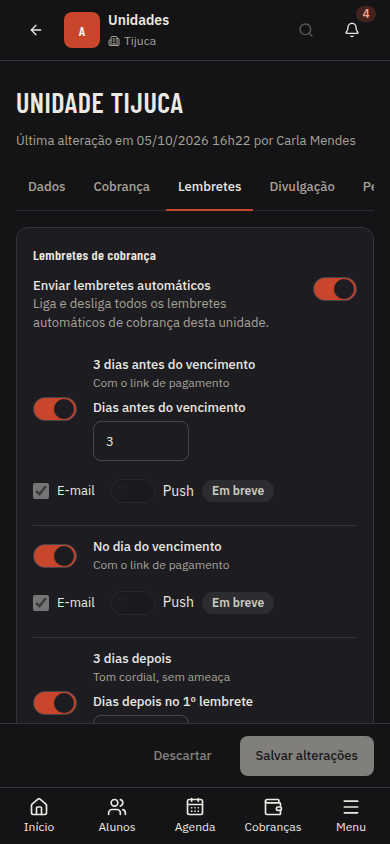 A
Unidades
Tijuca
4
UNIDADE TIJUCA
Última alteração em 05/10/2026 16h22 por Carla Mendes
Dados Cobrança Lembretes Divulgação Pe
Lembretes de cobrança
Enviar lembretes automáticos
Liga e desliga todos os lembretes
automáticos de cobrança desta unidade.
3 dias antes do vencimento
Com o link de pagamento
Dias antes do vencimento
3
E-mail Push Em breve
No dia do vencimento
Com o link de pagamento
E-mail Push Em breve
3 dias depois
Tom cordial, sem ameaça
Dias depois no 1º lembrete
Descartar Salvar alterações
Início Alunos Agenda Cobranças Menu